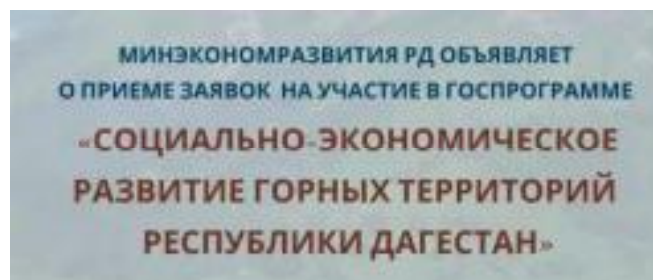 МИНЭКОНОМРАЗВИТИЯ РД ОБЪЯВЛЯЕТ
О ПРИЕМЕ ЗАЯВОК НА УЧАСТИЕ В ГОСПРОГРАММЕ
«СОЦИАЛЬНО-ЭКОНОМИЧЕСКОЕ
РАЗВИТИЕ ГОРНЫХ ТЕРРИТОРИЙ
РЕСПУБЛИКИ ДАГЕСТАН»